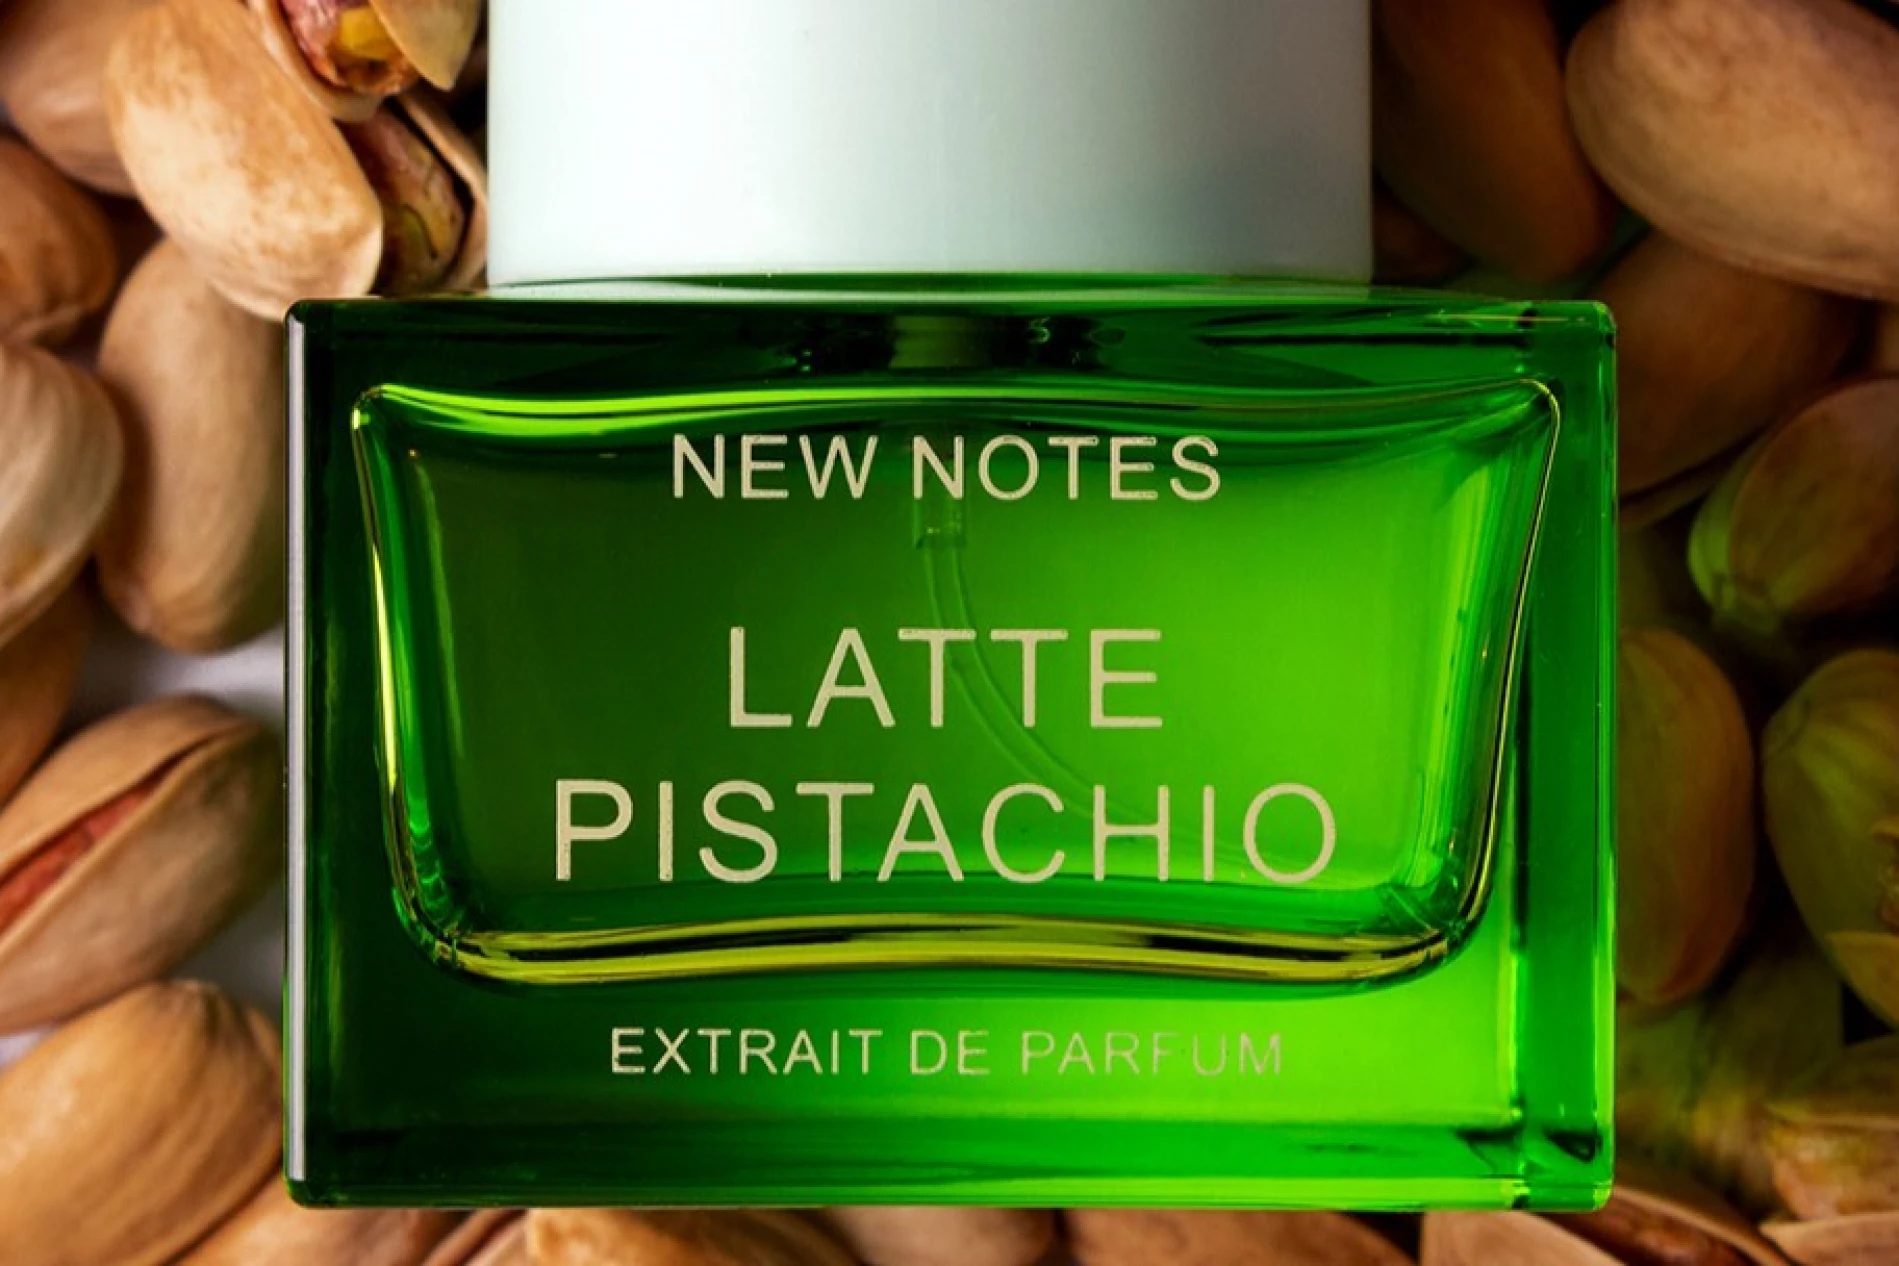 NEW NOTES
LATTE
PISTACHIO
EXTRAIT DE PARFUM